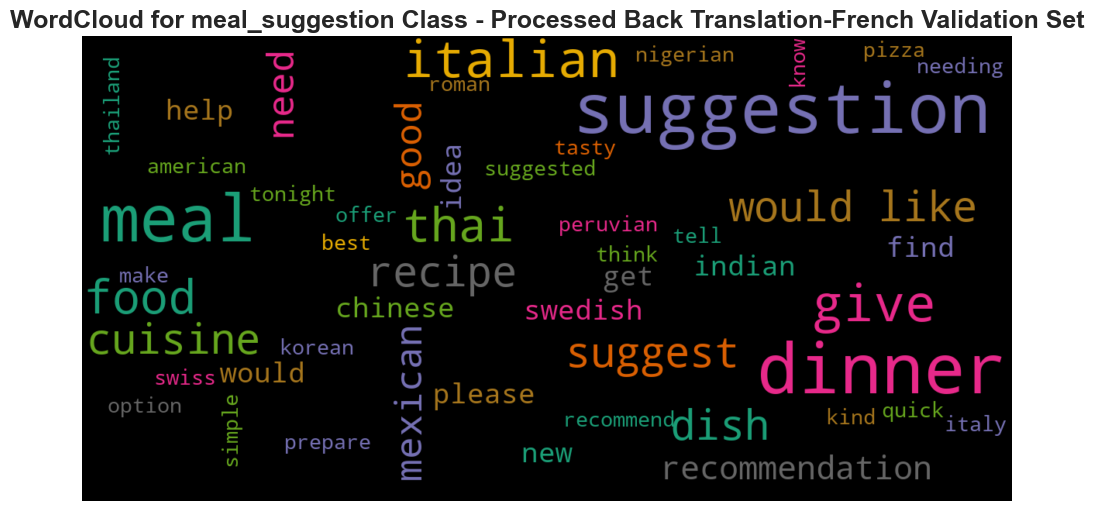 WordCloud for meal_suggestion Class - Processed Back Translation-French Validation Set
italian
nigerian
know
pizza
needing
thailand
need
roman
suggestion
help
good
tasty
american
idea
suggested
tonight
meal
offer
thai
would like
peruvian
tell
best
think
find
make
recipe
get
indian
food
chinese
swedish
give
cuisine
korean
mexican
suggest
dinner
swiss
would
please
option
simple
recommend
dish
kind
quick
italy
prepare
new
recommendation